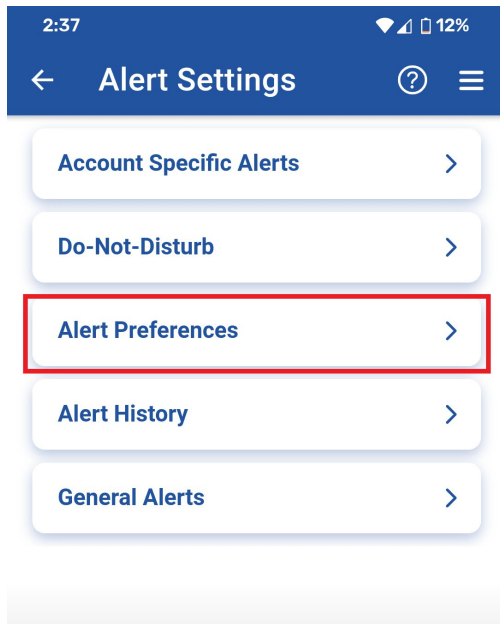 2:37 12%
Alert Settings
Account Specific Alerts
Do-Not-Disturb
Alert Preferences
Alert History
General Alerts